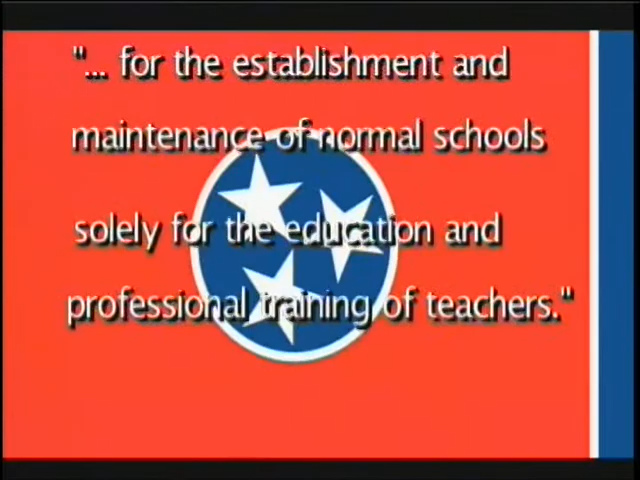 "... for the establishment and
maintenance of normal schools
solely for the education and
professional training of teachers."